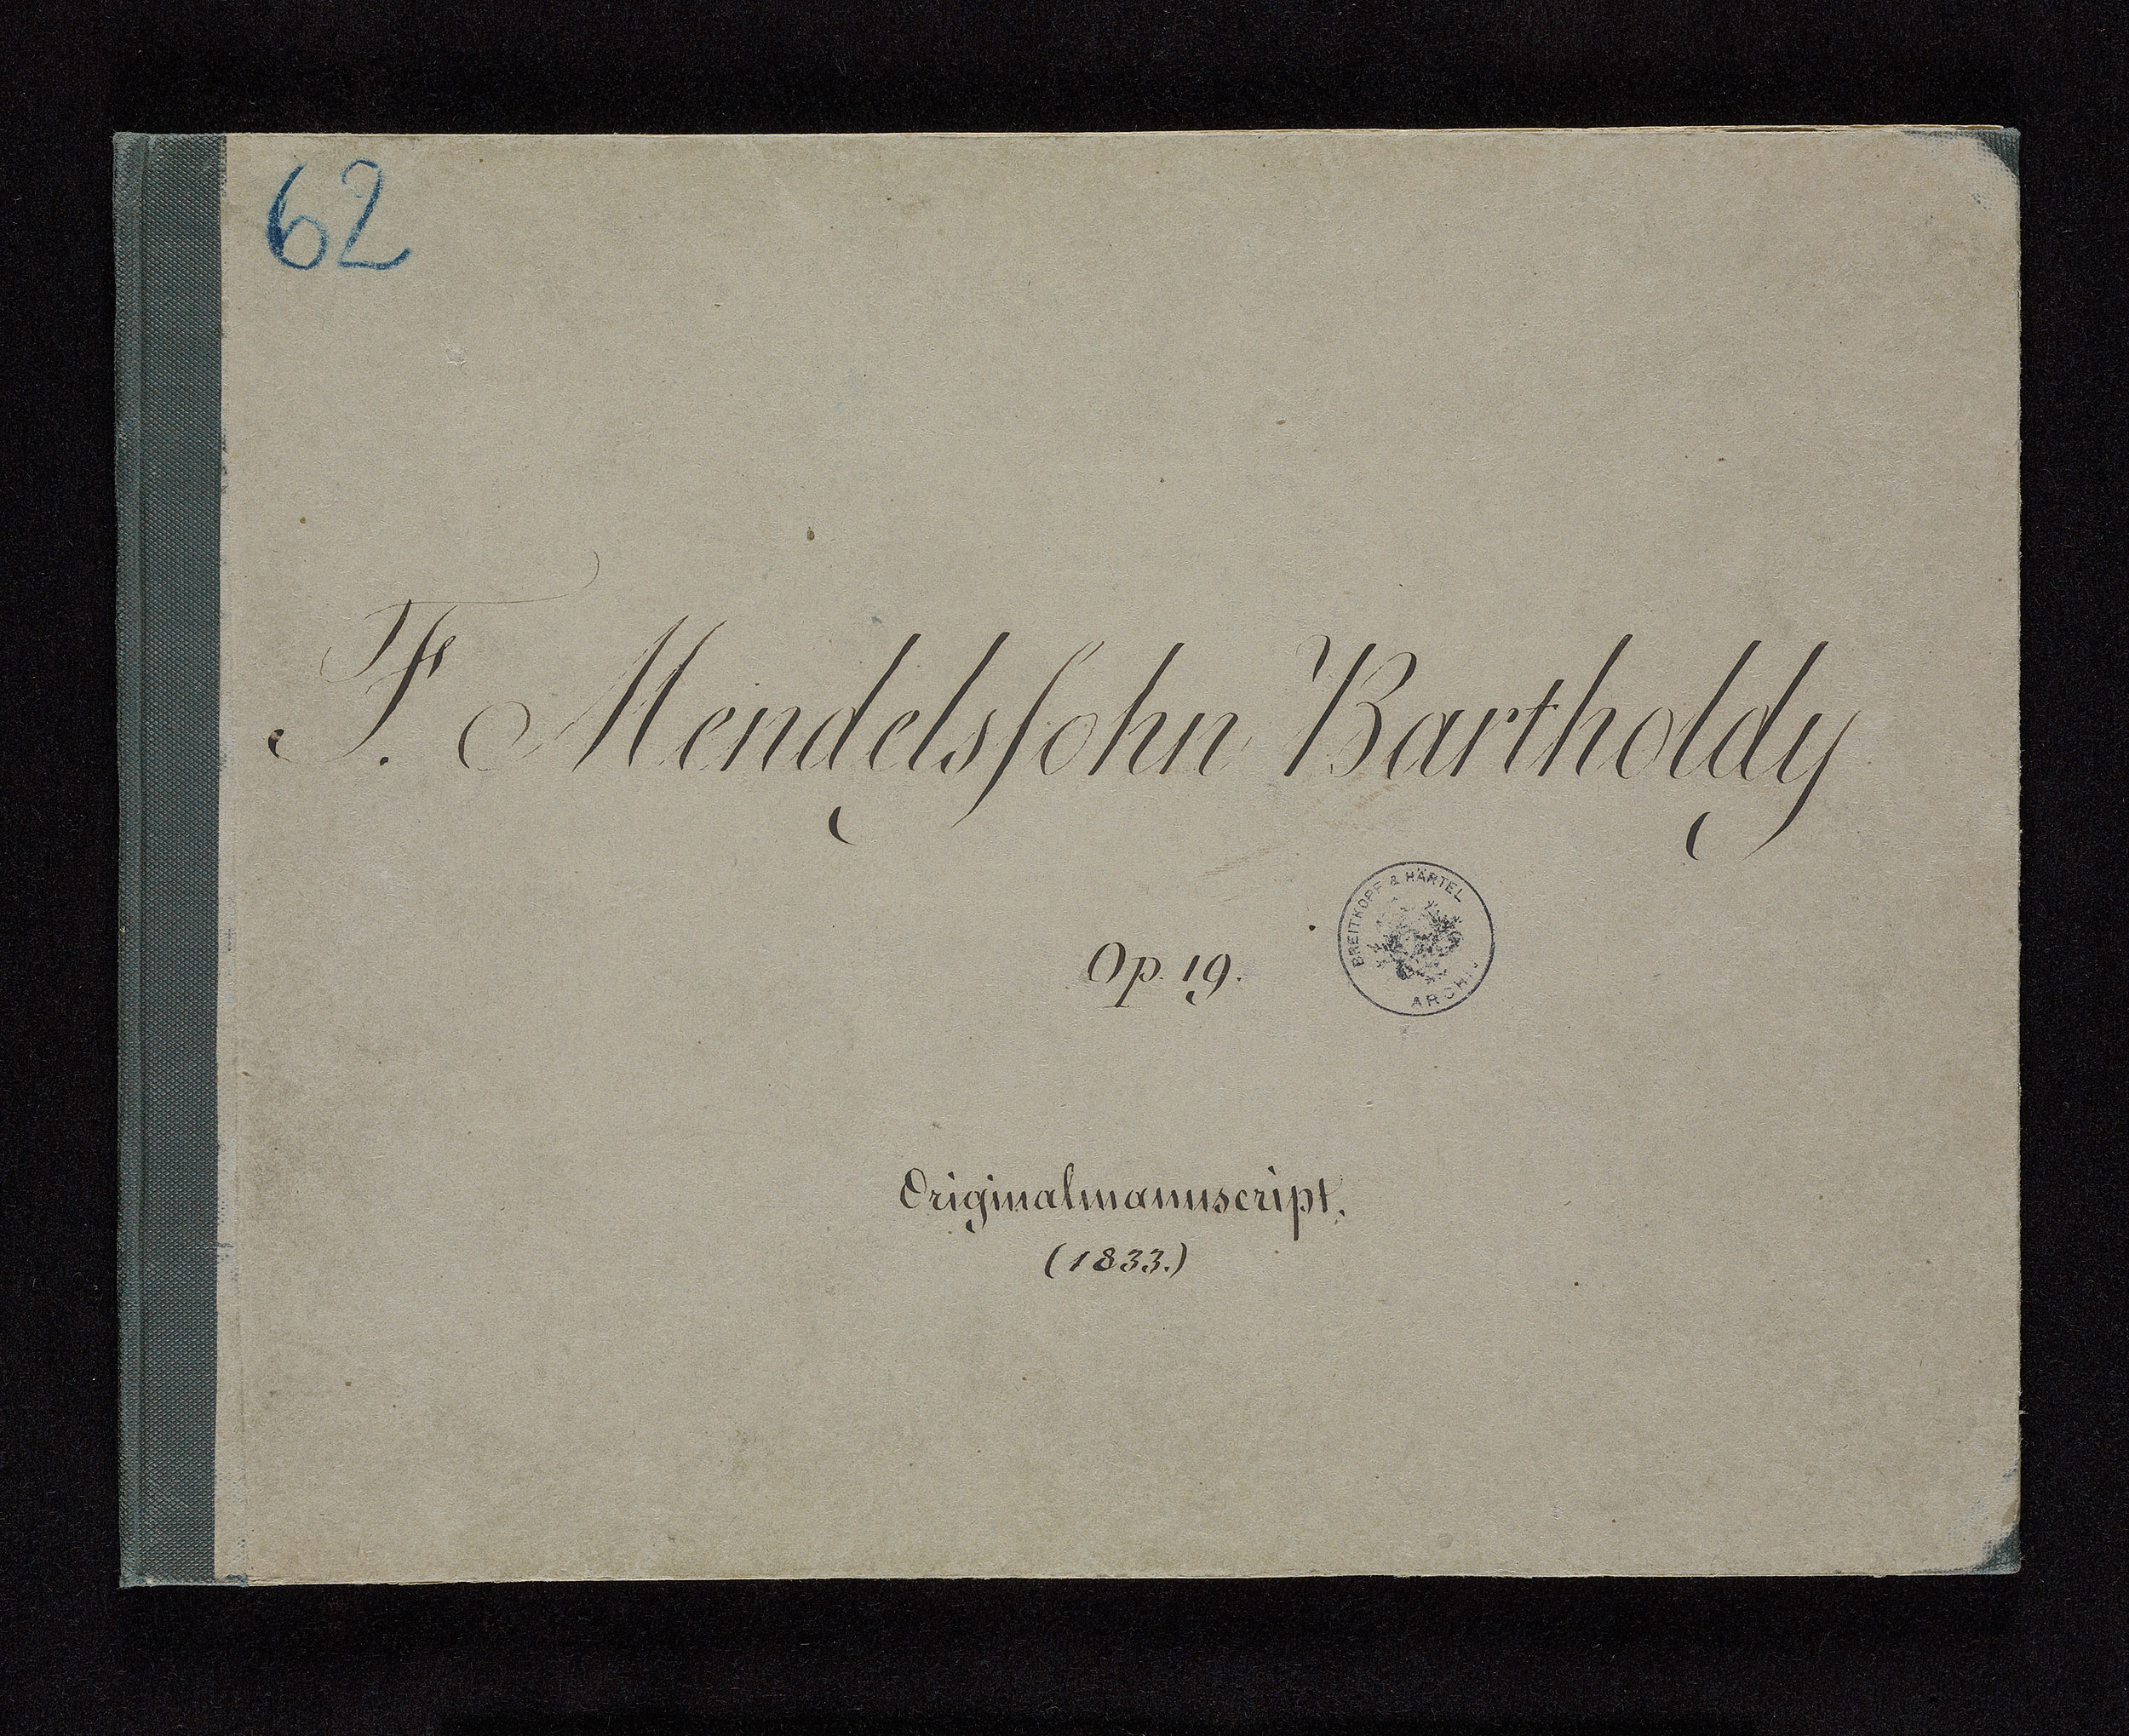 62
F. Mendelsſohn Bartholdy
BREITKOPF & HÄRTEL
ARCHIV
Op. 19.
Originalmanuscript.
(1833.)